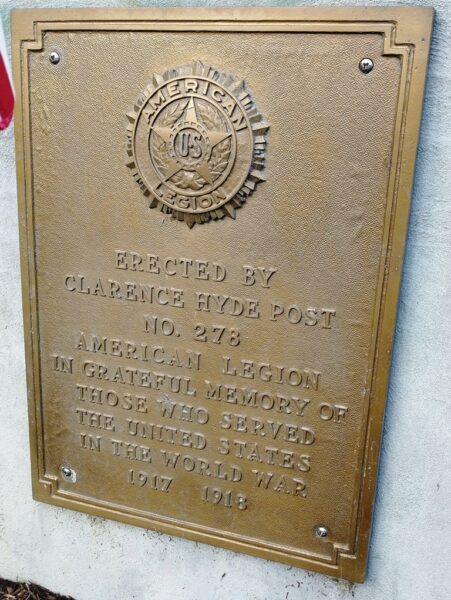 AMERICAN
US
LEGION
ERECTED BY
CLARENCE HYDE POST
NO. 278
AMERICAN LEGION
IN GRATEFUL MEMORY OF
THOSE WHO SERVED
THE UNITED STATES
IN THE WORLD WAR
1917 1918